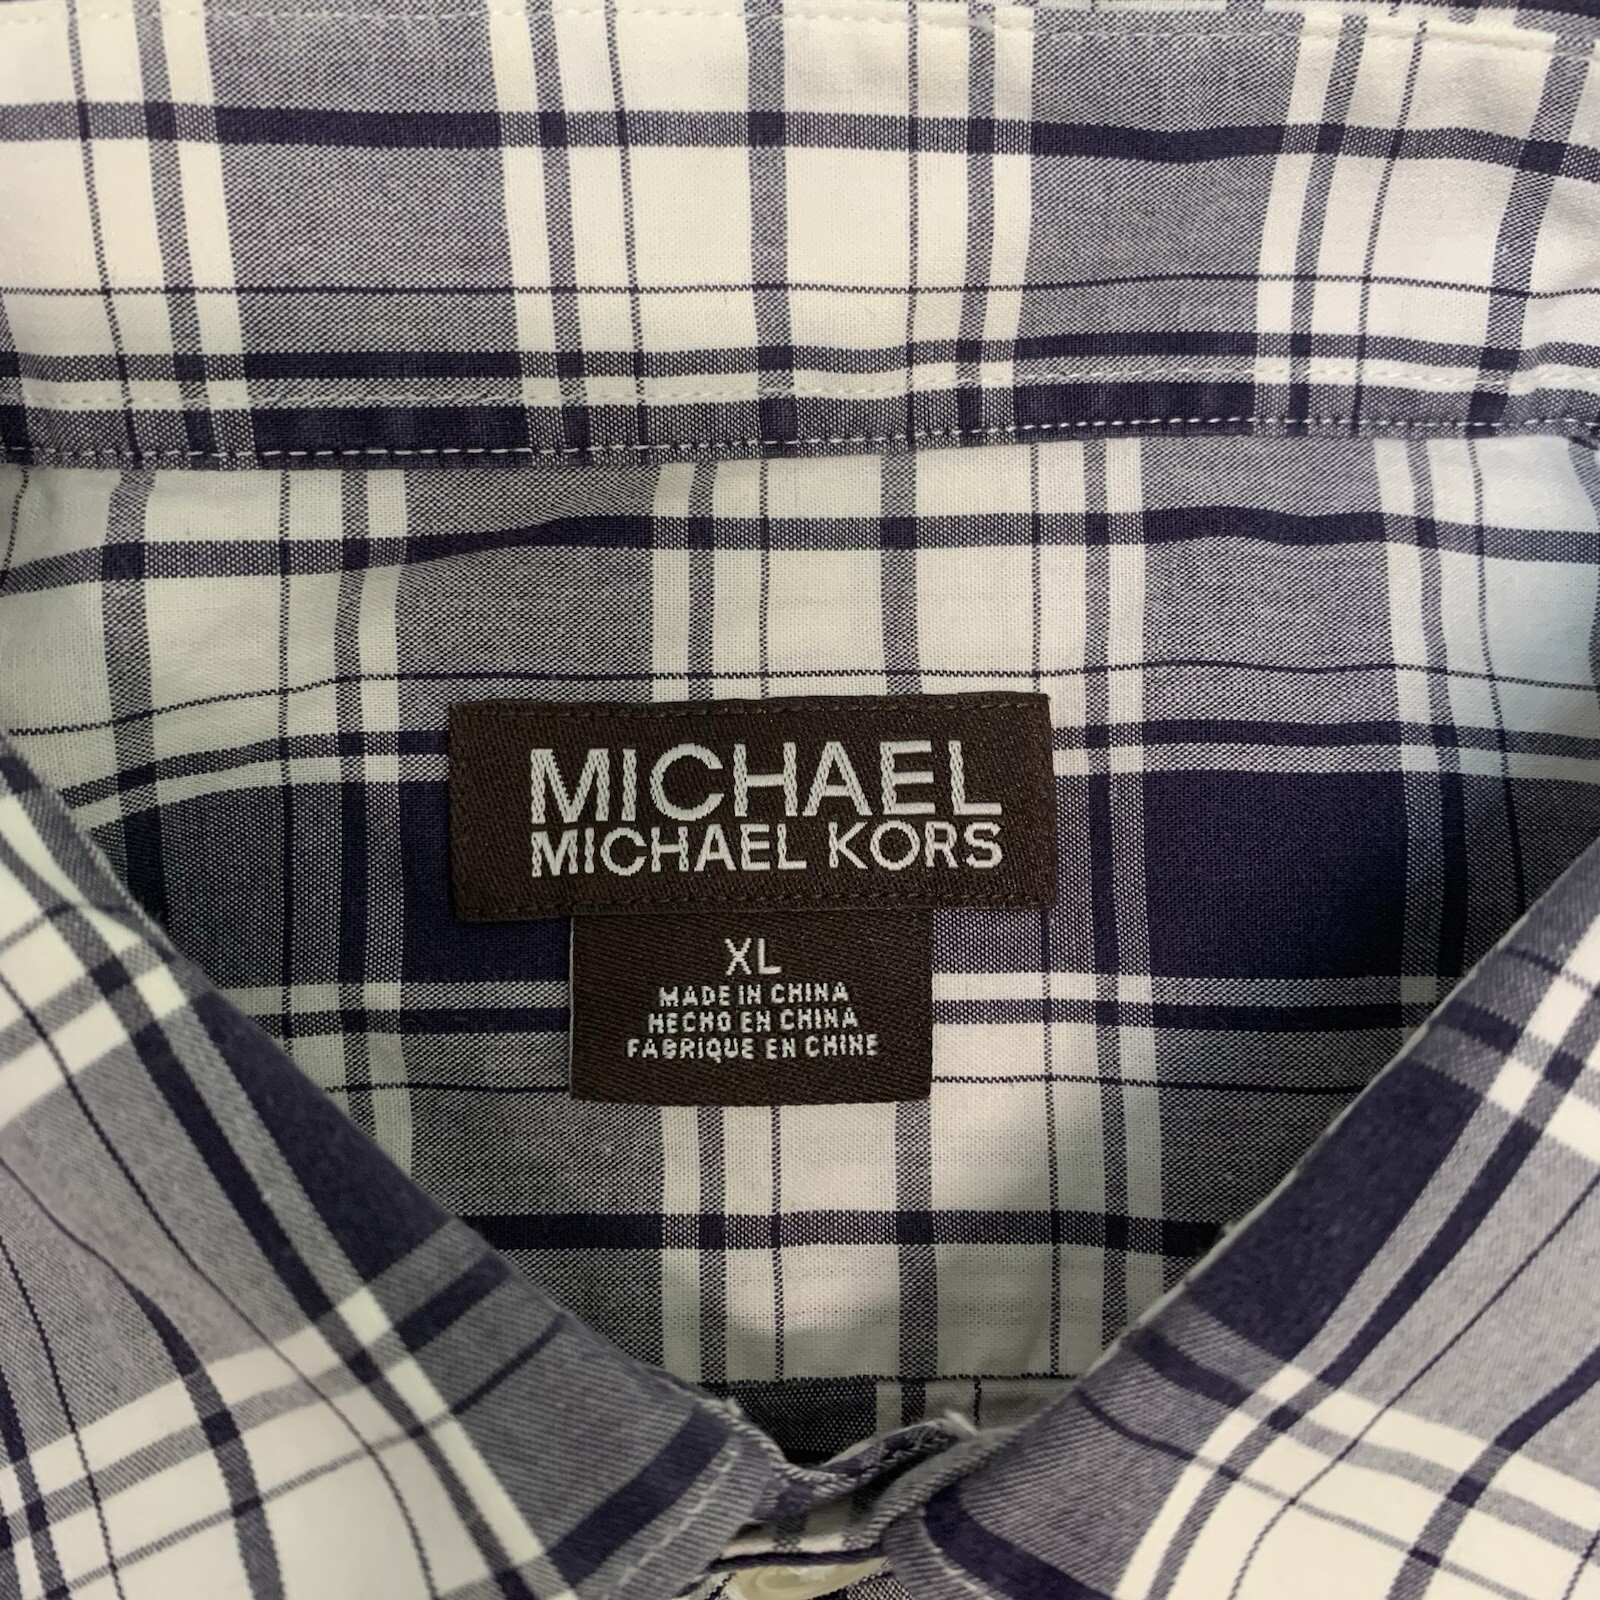 MICHAEL
MICHAEL KORS
XL
MADE IN CHINA
HECHO EN CHINA
FABRIQUE EN CHINE